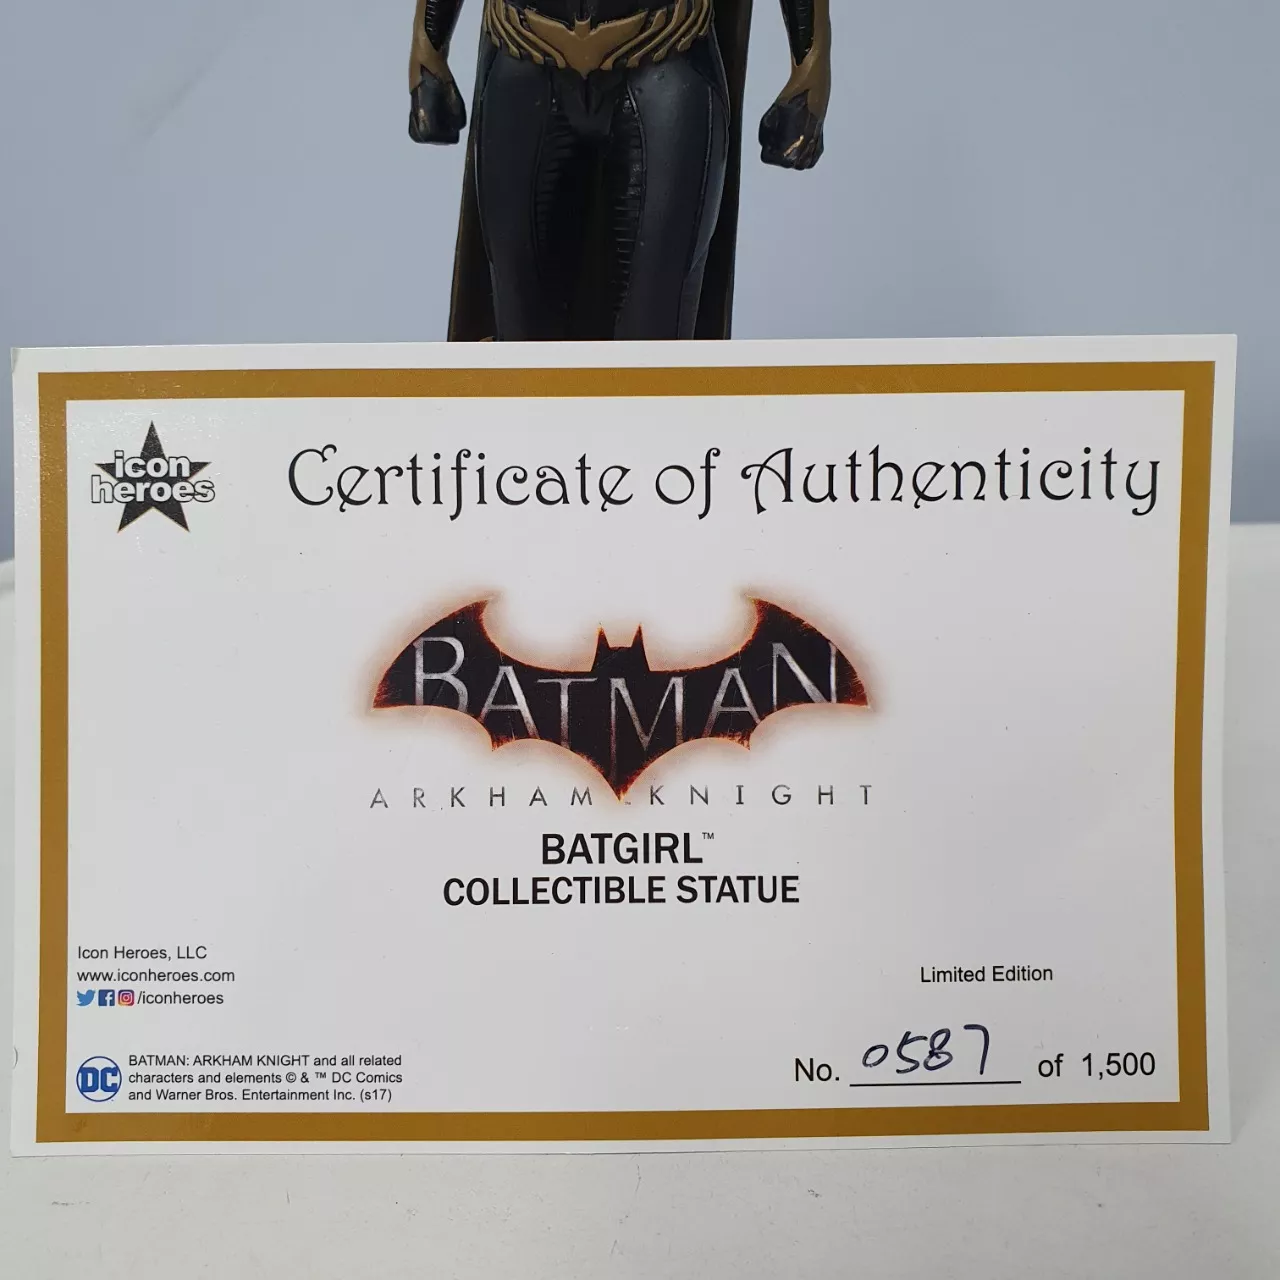 icon heroes
Certificate of Authenticity
BATMAN
ARKHAM KNIGHT
BATGIRL™
COLLECTIBLE STATUE
Icon Heroes, LLC
www.iconheroes.com
/iconheroes
Limited Edition
No. 0587 of 1,500
DC
BATMAN: ARKHAM KNIGHT and all related
characters and elements © & ™ DC Comics
and Warner Bros. Entertainment Inc. (s17)